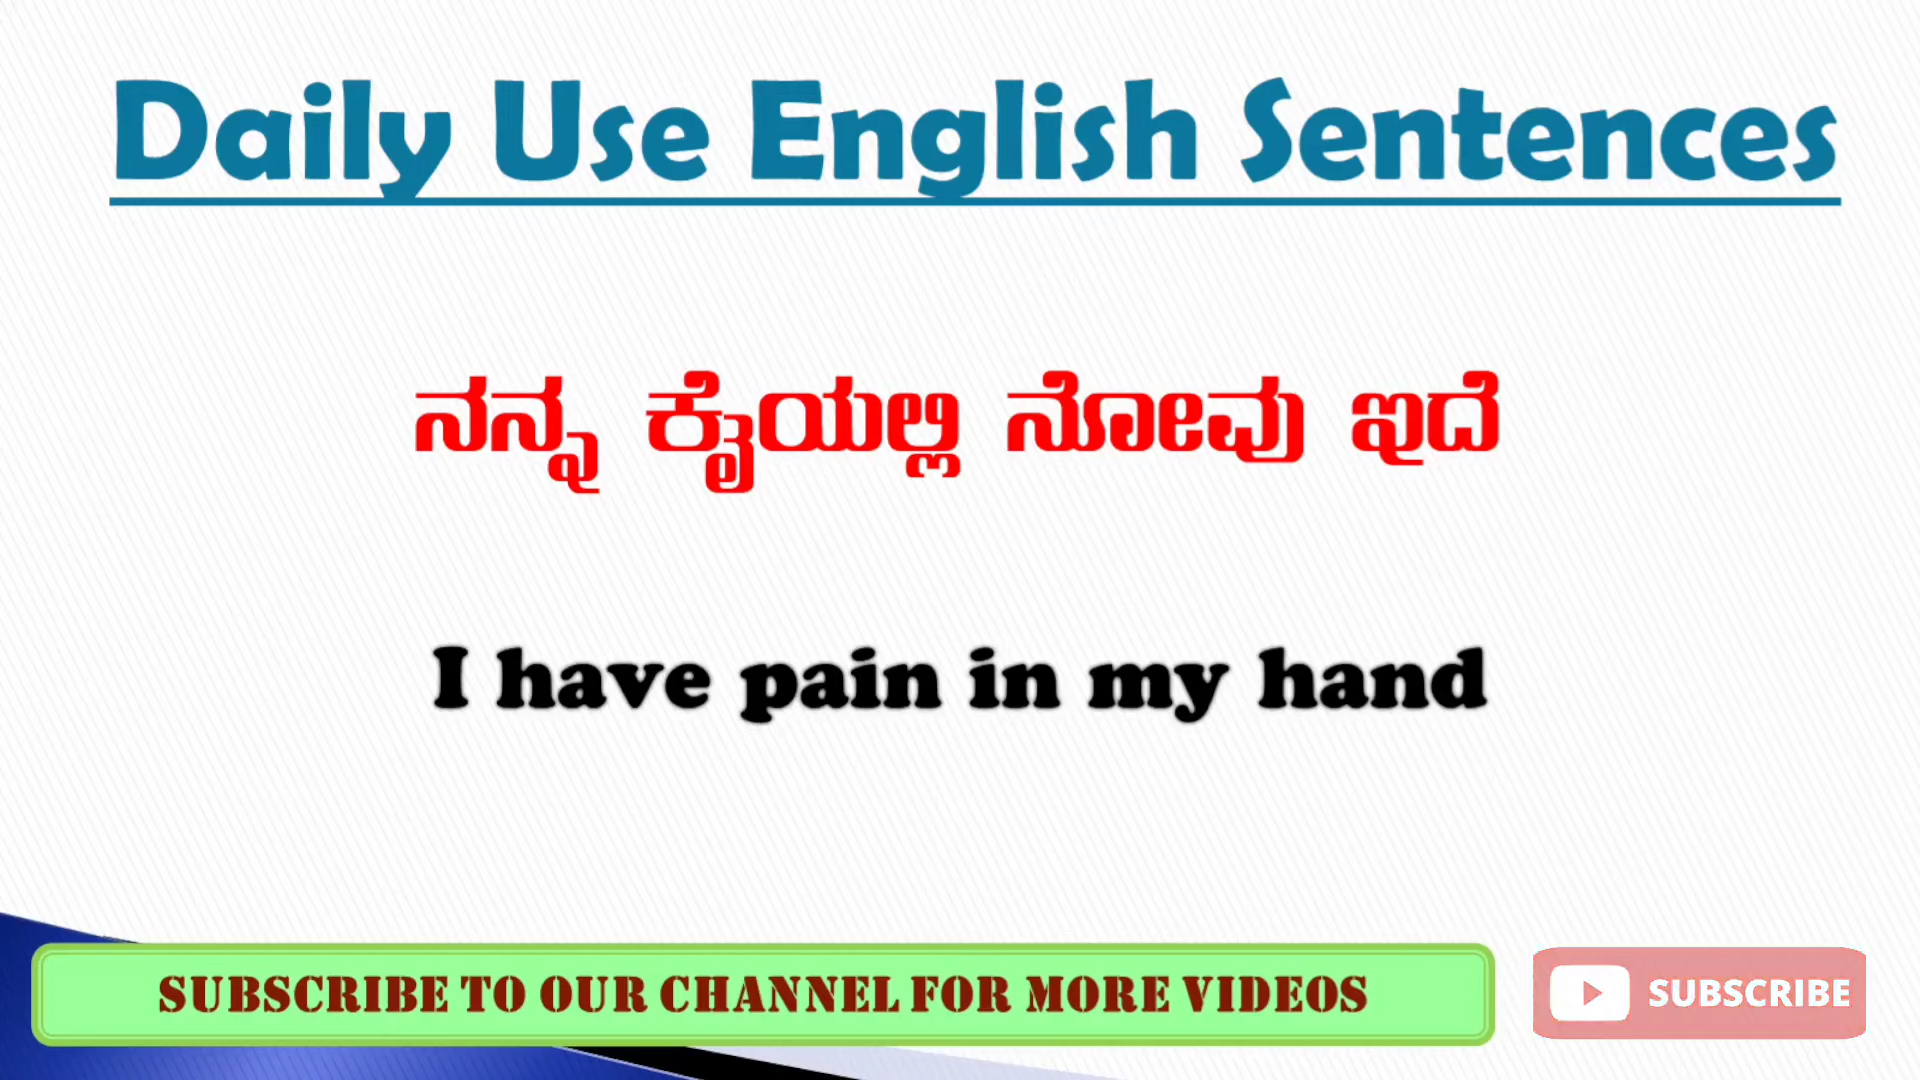 Daily Use English Sentences
ನನ್ನ ಕೈಯಲ್ಲಿ ನೋವು ಇದೆ
I have pain in my hand
SUBSCRIBE TO OUR CHANNEL FOR MORE VIDEOS
SUBSCRIBE